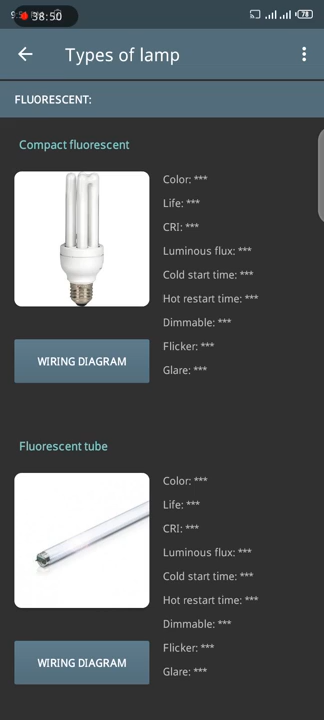 38:50
78
Types of lamp
FLUORESCENT:
Compact fluorescent
Color: ***
Life: ***
CRI: ***
Luminous flux: ***
Cold start time: ***
Hot restart time: ***
Dimmable: ***
Flicker: ***
Glare: ***
WIRING DIAGRAM
Fluorescent tube
Color: ***
Life: ***
CRI: ***
Luminous flux: ***
Cold start time: ***
Hot restart time: ***
Dimmable: ***
Flicker: ***
Glare: ***
WIRING DIAGRAM